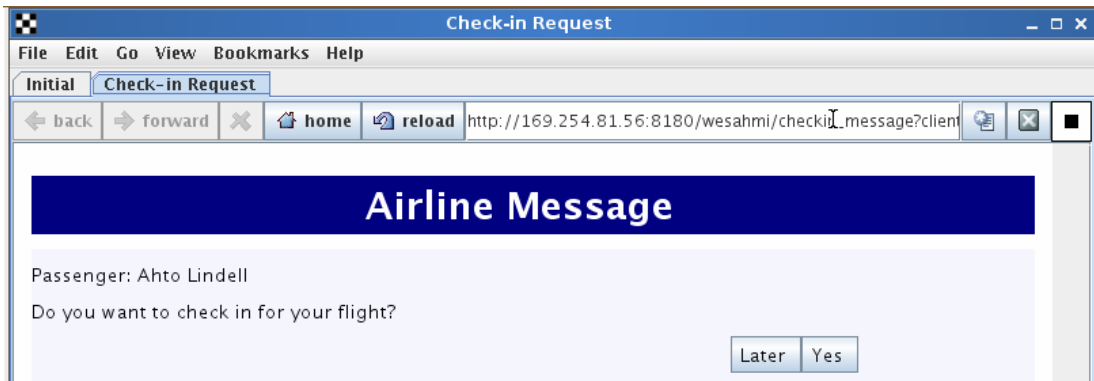 Check-in Request
File Edit Go View Bookmarks Help
Initial Check-in Request
back forward home reload http://169.254.81.56:8180/wesahmi/checkin_message?client
Airline Message
Passenger: Ahto Lindell
Do you want to check in for your flight?
Later Yes